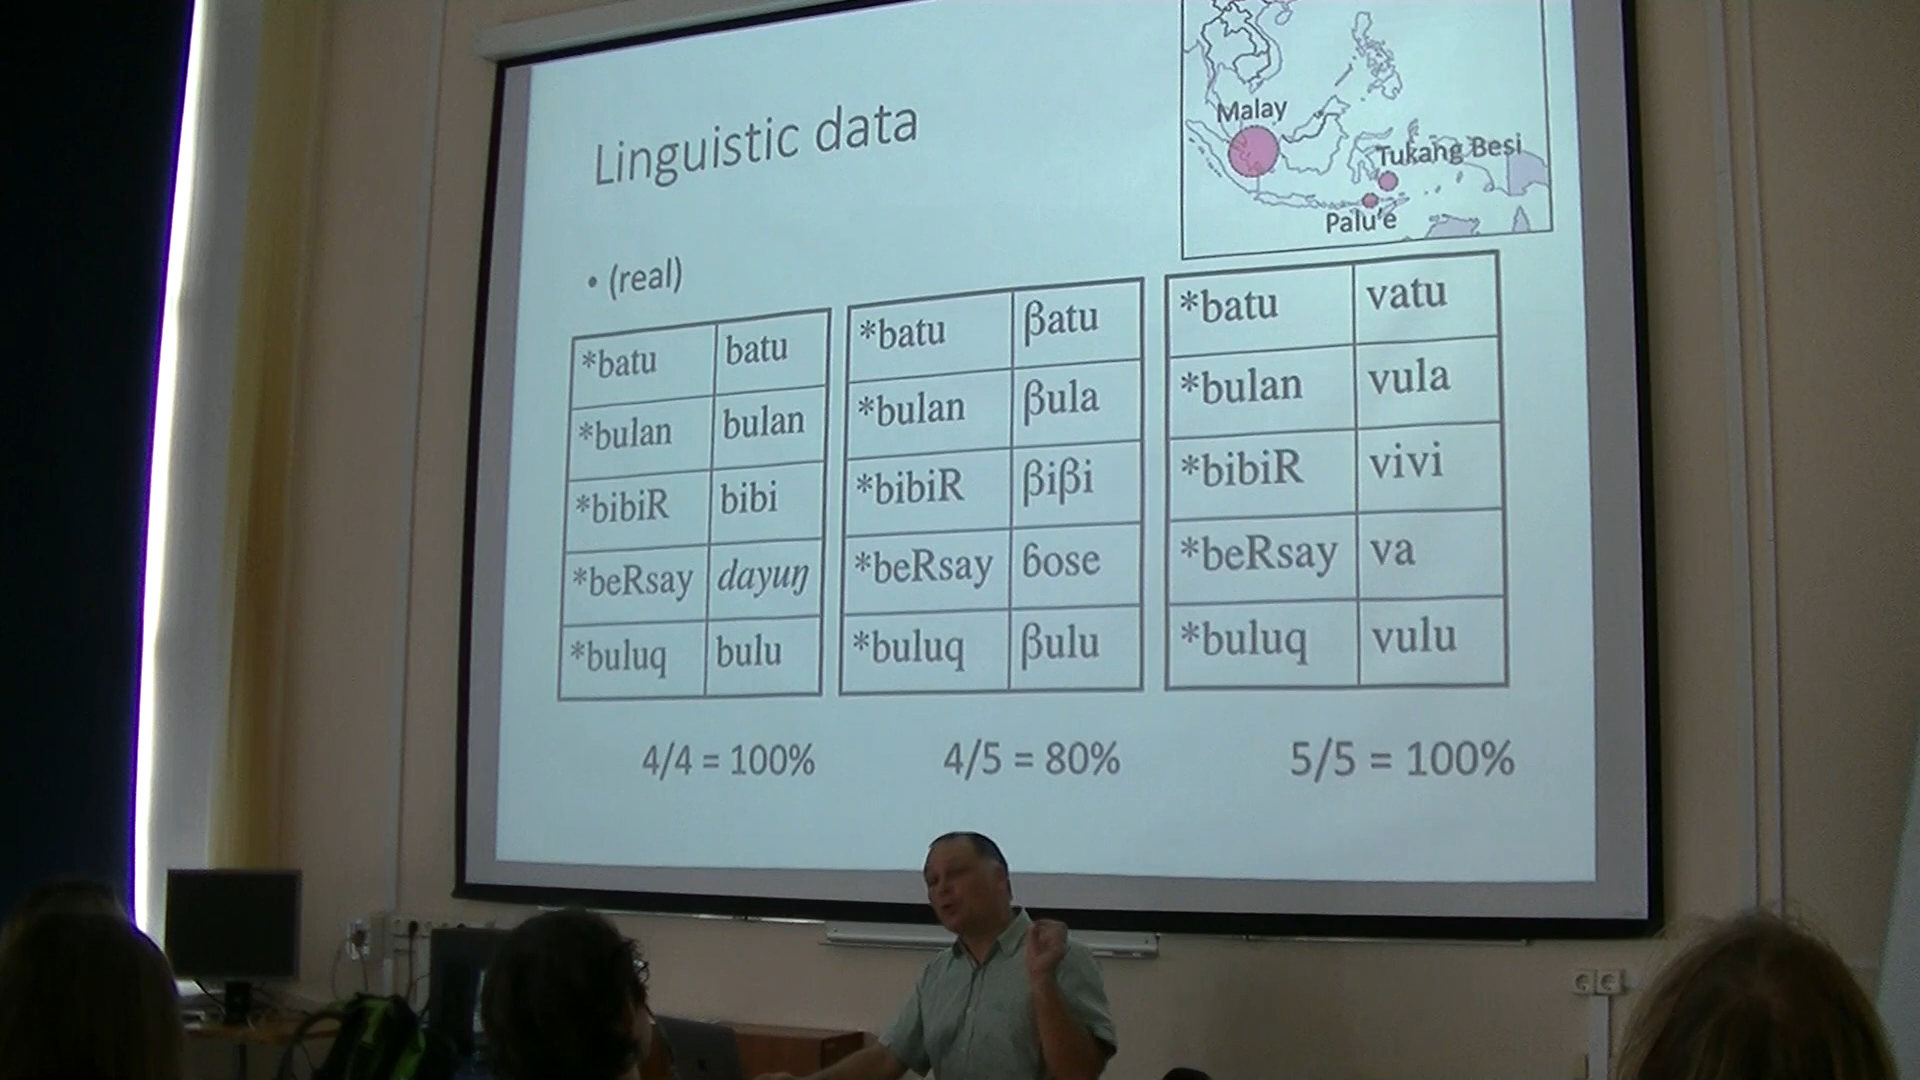 Linguistic data
Malay
Tukang Besi
Palu'e
• (real)
*batu batu
*bulan bulan
*bibiR bibi
*beRsay dayuŋ
*buluq bulu
*batu βatu
*bulan βula
*bibiR βiβi
*beRsay ɓose
*buluq βulu
*batu vatu
*bulan vula
*bibiR vivi
*beRsay va
*buluq vulu
4/4 = 100%
4/5 = 80%
5/5 = 100%